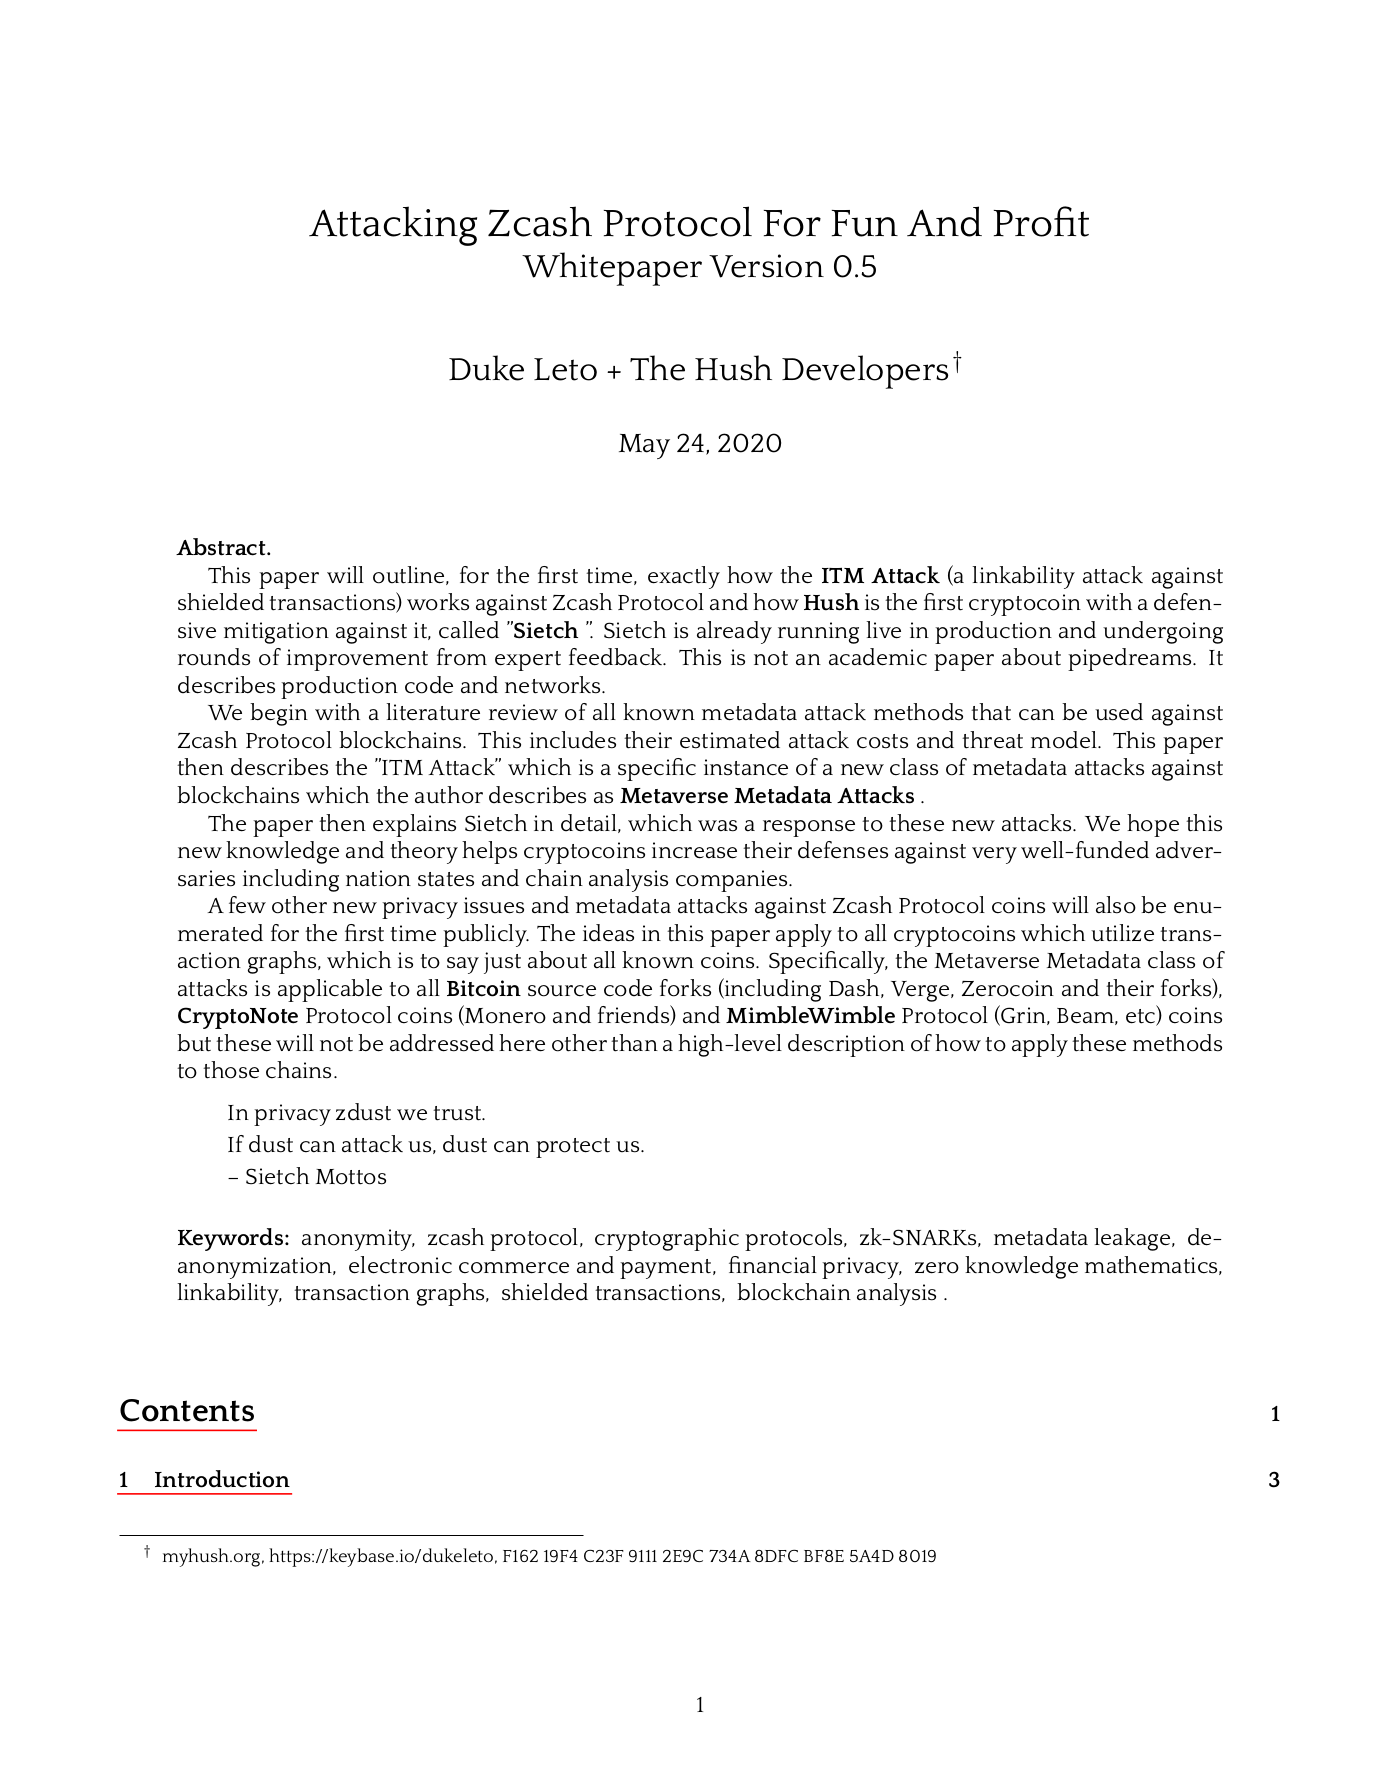 Attacking Zcash Protocol For Fun And Profit
Whitepaper Version 0.5
Duke Leto + The Hush Developers†
May 24, 2020
Abstract.
This paper will outline, for the first time, exactly how the ITM Attack (a linkability attack against
shielded transactions) works against Zcash Protocol and how Hush is the first cryptocoin with a defen-
sive mitigation against it, called ”Sietch ”. Sietch is already running live in production and undergoing
rounds of improvement from expert feedback. This is not an academic paper about pipedreams. It
describes production code and networks.
We begin with a literature review of all known metadata attack methods that can be used against
Zcash Protocol blockchains. This includes their estimated attack costs and threat model. This paper
then describes the ”ITM Attack” which is a specific instance of a new class of metadata attacks against
blockchains which the author describes as Metaverse Metadata Attacks .
The paper then explains Sietch in detail, which was a response to these new attacks. We hope this
new knowledge and theory helps cryptocoins increase their defenses against very well-funded adver-
saries including nation states and chain analysis companies.
A few other new privacy issues and metadata attacks against Zcash Protocol coins will also be enu-
merated for the first time publicly. The ideas in this paper apply to all cryptocoins which utilize trans-
action graphs, which is to say just about all known coins. Specifically, the Metaverse Metadata class of
attacks is applicable to all Bitcoin source code forks (including Dash, Verge, Zerocoin and their forks),
CryptoNote Protocol coins (Monero and friends) and MimbleWimble Protocol (Grin, Beam, etc) coins
but these will not be addressed here other than a high-level description of how to apply these methods
to those chains.
In privacy zdust we trust.
If dust can attack us, dust can protect us.
– Sietch Mottos
Keywords: anonymity, zcash protocol, cryptographic protocols, zk-SNARKs, metadata leakage, de-
anonymization, electronic commerce and payment, financial privacy, zero knowledge mathematics,
linkability, transaction graphs, shielded transactions, blockchain analysis .
Contents 1
1 Introduction 3
† myhush.org, https://keybase.io/dukeleto, F162 19F4 C23F 9111 2E9C 734A 8DFC BF8E 5A4D 8019
1